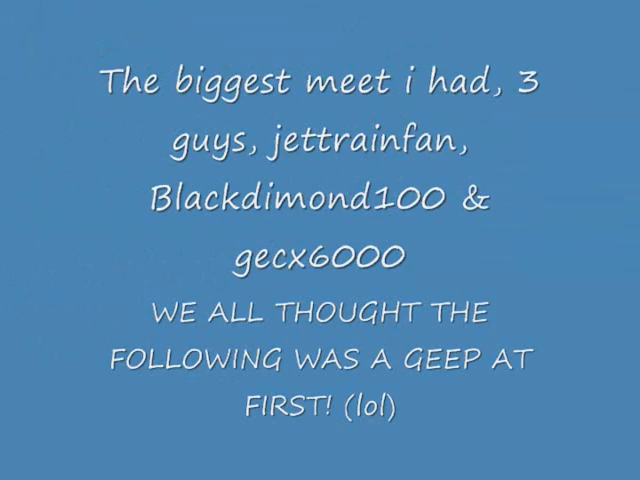 The biggest meet i had, 3
guys, jettrainfan,
Blackdimond100 &
gecx6000
WE ALL THOUGHT THE
FOLLOWING WAS A GEEP AT
FIRST! (lol)